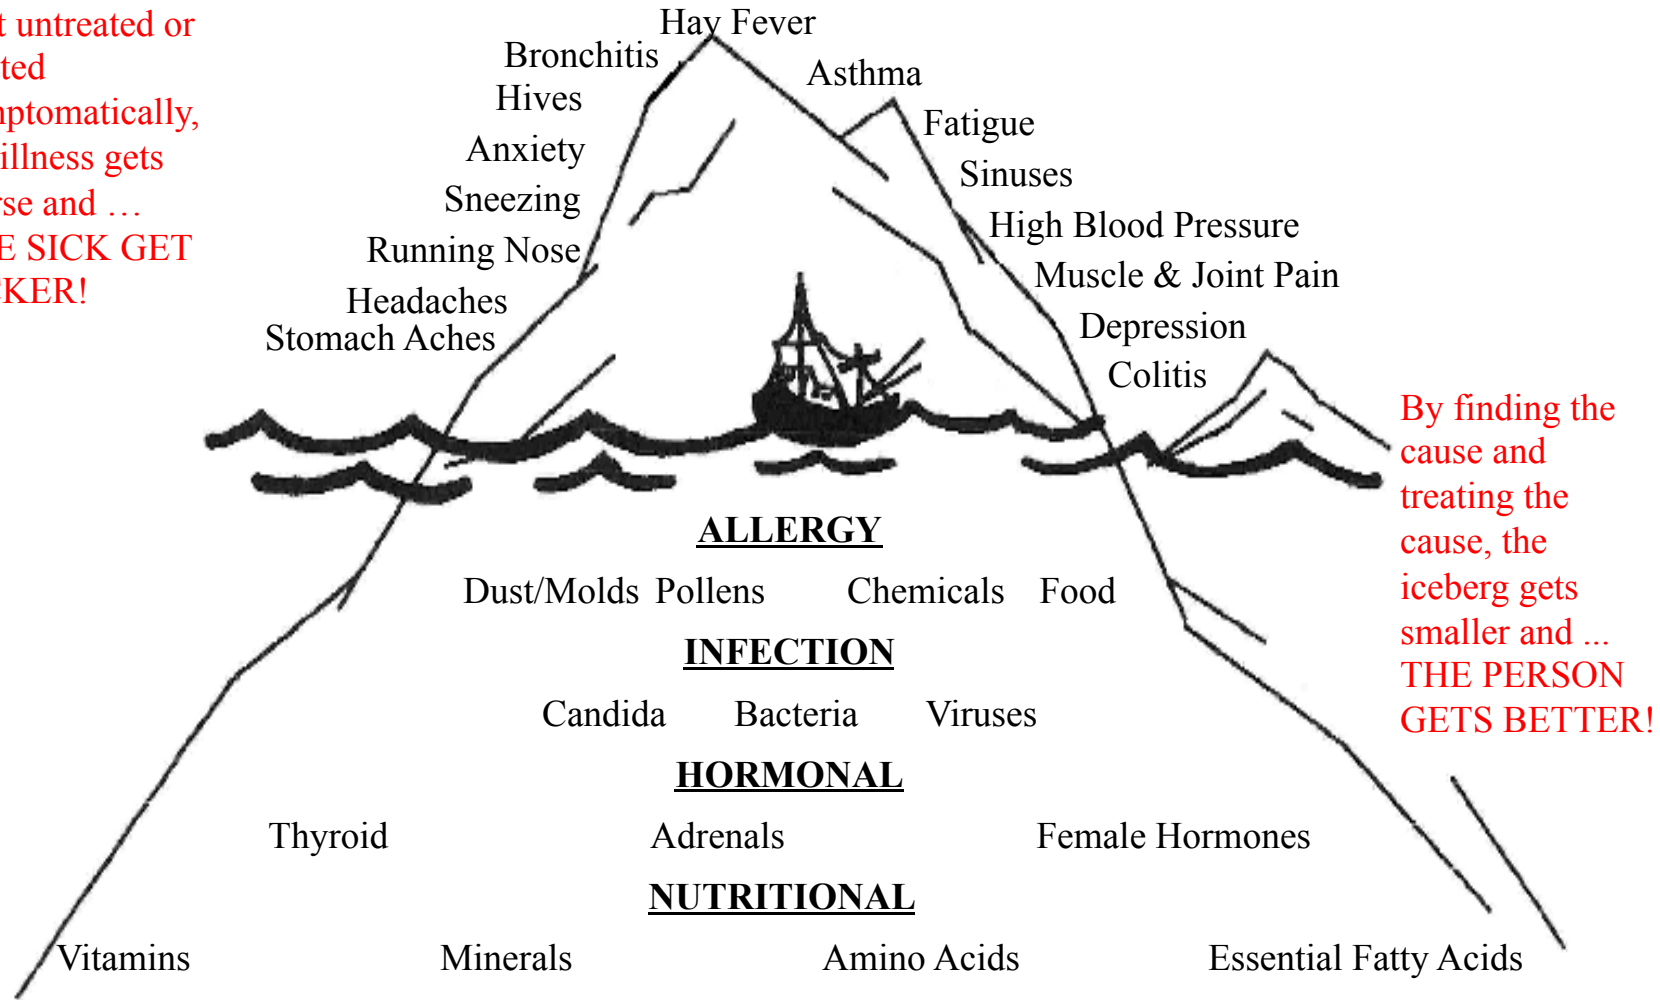 t untreated or
ted
nptomatically,
illness gets
rse and …
E SICK GET
CKER!
Hay Fever
Bronchitis
Hives
Anxiety
Sneezing
Running Nose
Headaches
Stomach Aches
Asthma
Fatigue
Sinuses
High Blood Pressure
Muscle & Joint Pain
Depression
Colitis
By finding the
cause and
treating the
cause, the
iceberg gets
smaller and ...
THE PERSON
GETS BETTER!
ALLERGY
Dust/Molds Pollens Chemicals Food
INFECTION
Candida Bacteria Viruses
HORMONAL
Thyroid Adrenals Female Hormones
NUTRITIONAL
Vitamins Minerals Amino Acids Essential Fatty Acids